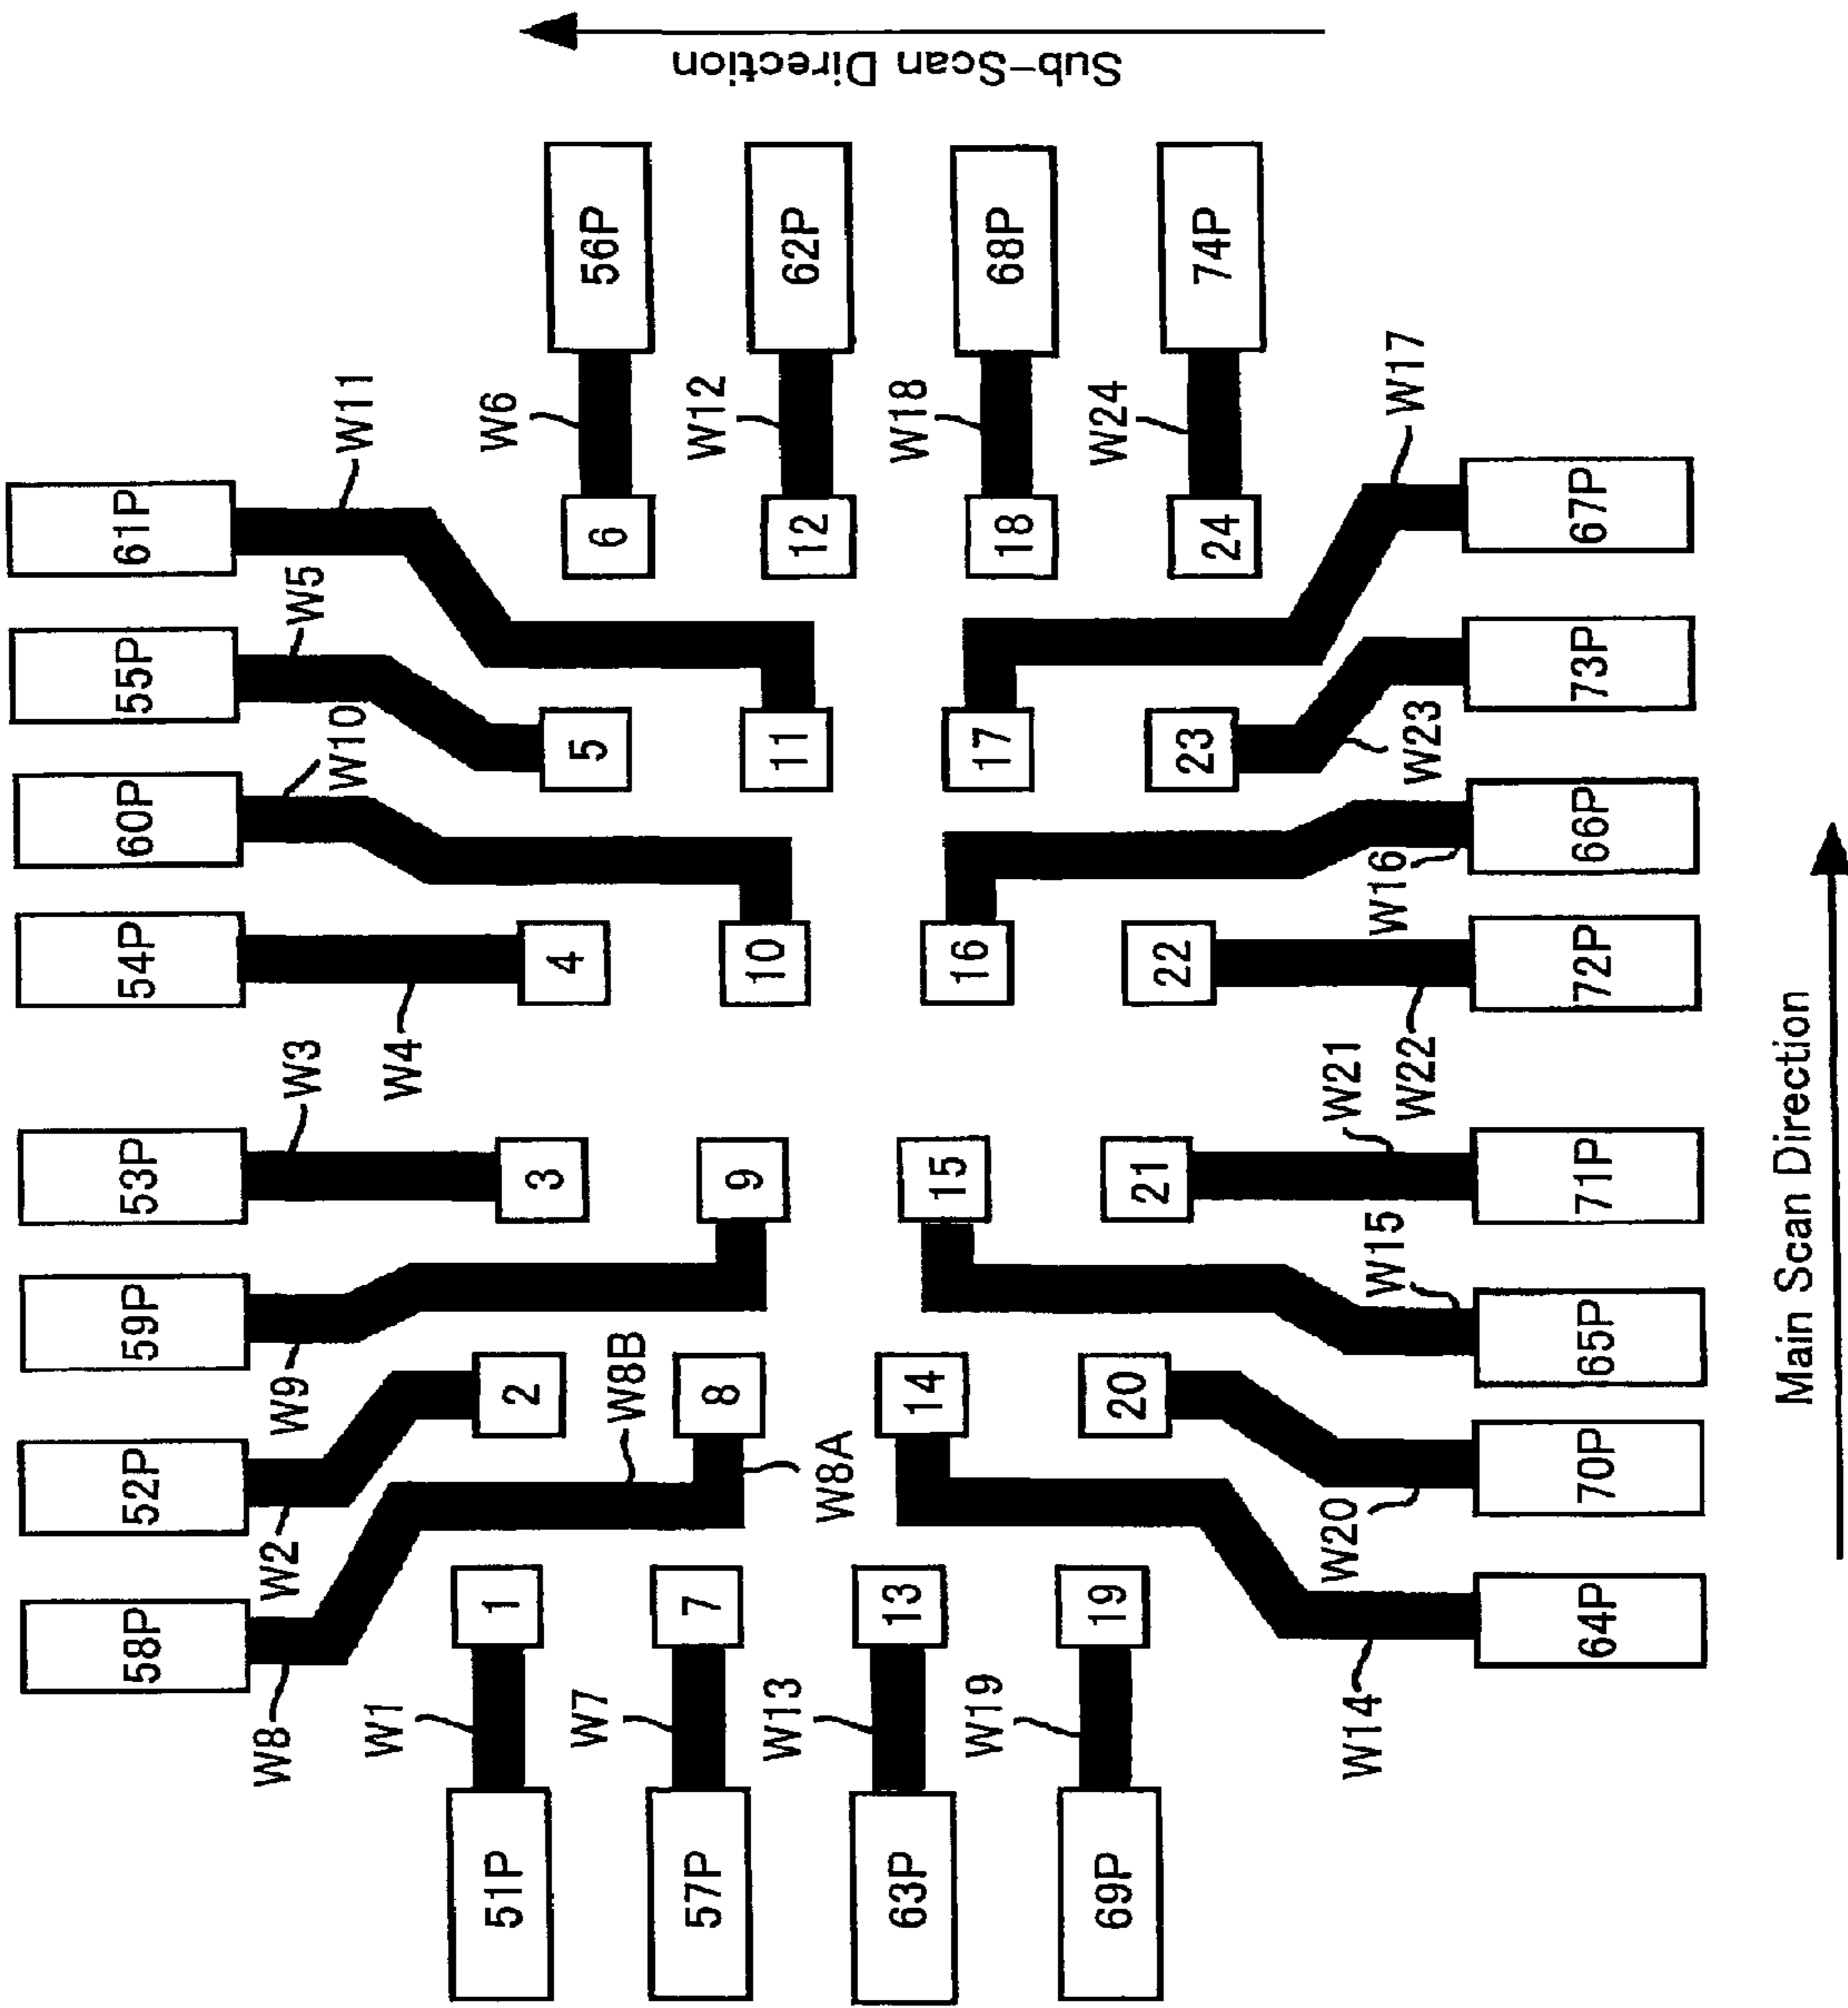 58P
52P
59P
53P
54P
60P
55P
61P
W8
W2
W9
W3
W10
W5
W11
W1
W4
W6
51P
1
2
3
4
5
6
56P
W7
W8B
W12
57P
7
8
9
10
11
12
62P
W13
W8A
W18
63P
13
14
15
16
17
18
68P
W19
W24
69P
19
20
21
22
23
24
74P
W14
W20
W15
W21
W22
W16
W23
W17
64P
70P
65P
71P
72P
66P
73P
67P
Main Scan Direction
Sub-Scan Direction